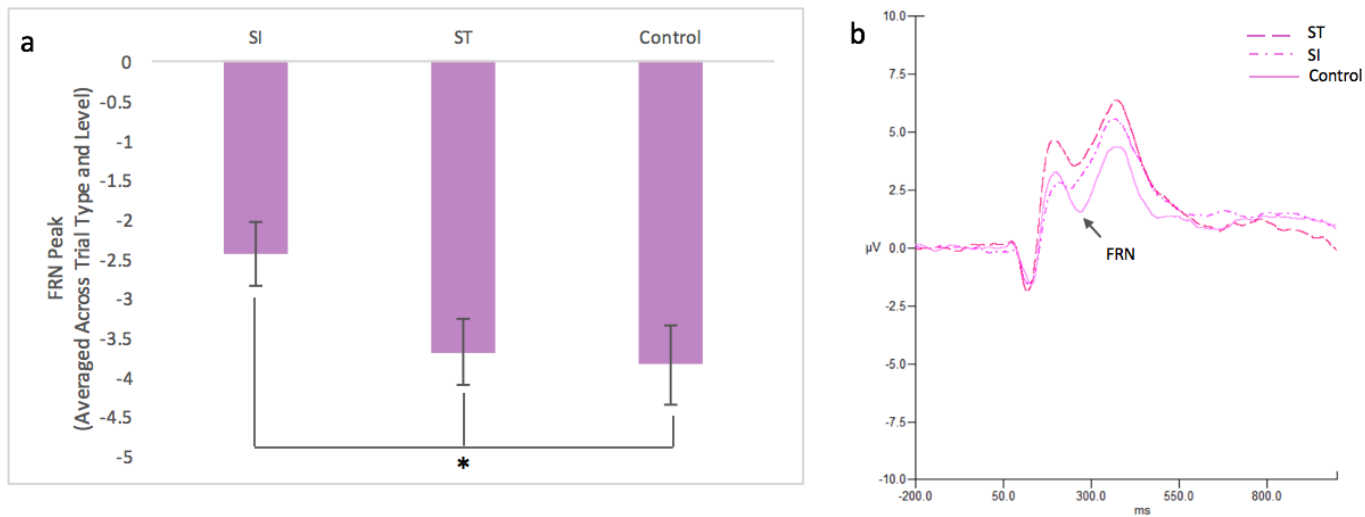 a
SI ST Control
0
-0.5
-1
-1.5
-2
-2.5
-3
-3.5
-4
-4.5
-5
FRN Peak
(Averaged Across Trial Type and Level)
*
b
10.0
7.5
5.0
2.5
µV 0.0
-2.5
-5.0
-7.5
-10.0
-200.0 50.0 300.0 550.0 800.0
ms
ST
SI
Control
FRN